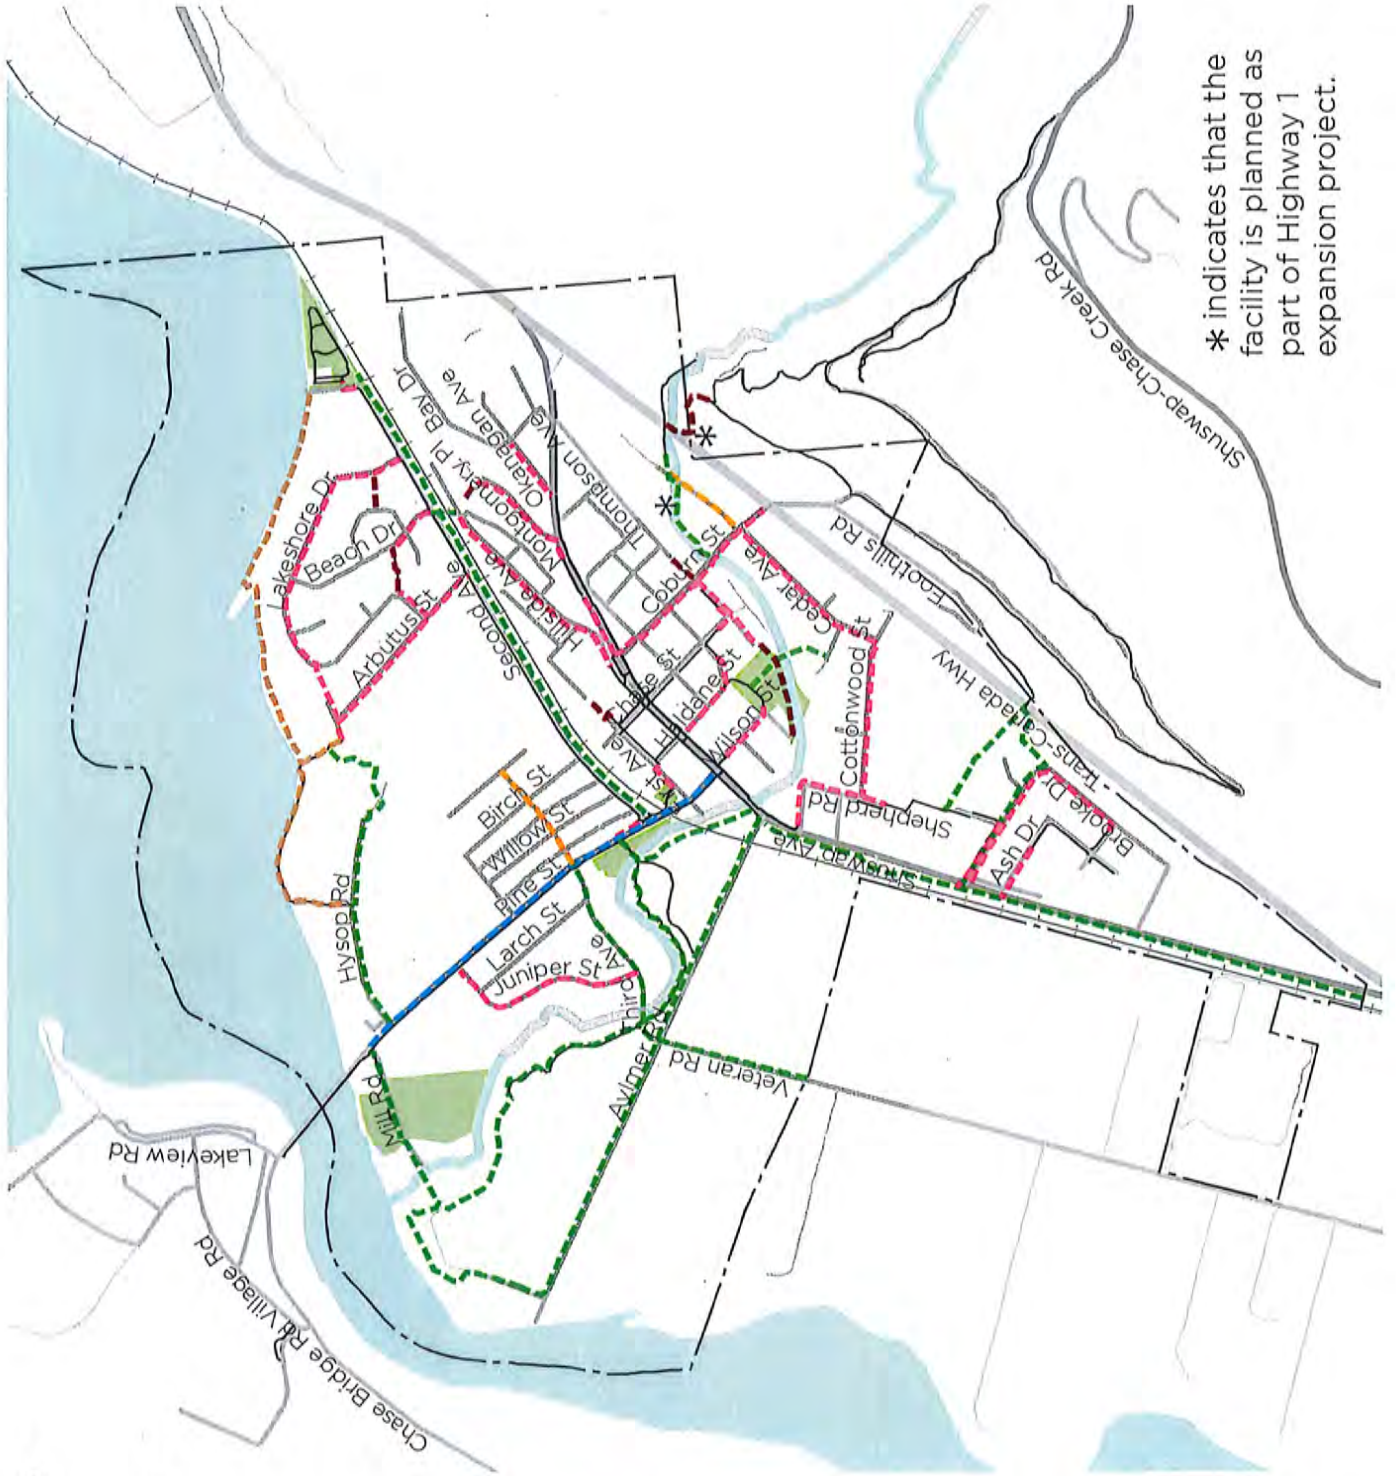 * indicates that the
facility is planned as
part of Highway 1
expansion project.
Shuswap-Chase Creek Rd
Bay Dr
Okanagan Ave
Montgomery Pl
Thompson Ave
Lakeshore Dr
Beach Dr
Arbutus St
Second Ave
Hillside Ave
Coburn St
Cedar Ave
Foothills Rd
Trans-Canada Hwy
Chase St
Haldane St
Wilson St
1st Ave
Cottonwood St
Shepherd Rd
Brooke Dr
Ash Dr
Shuswap Ave
Birch St
Willow St
Pine St
Larch St
Juniper St
Third Ave
Hysop Rd
Mill Rd
Aylmer Rd
Veteran Rd
Lakeview Rd
Village Rd
Chase Bridge Rd
*
*